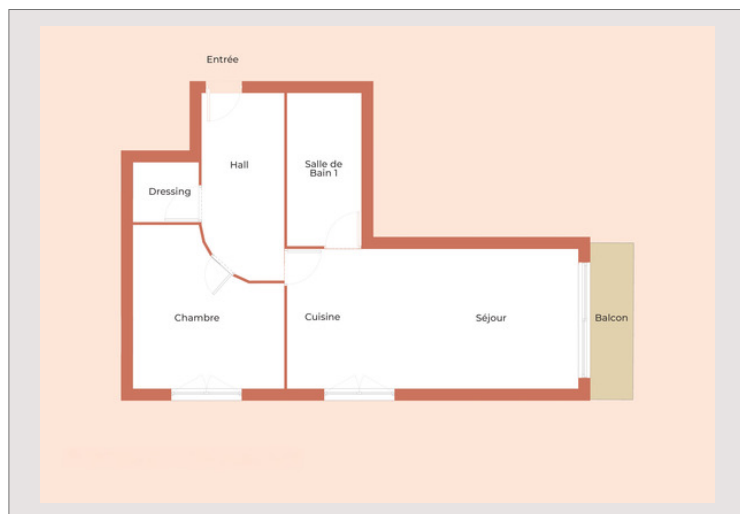 Entrée
Hall
Salle de
Bain 1
Dressing
Chambre
Cuisine
Séjour
Balcon